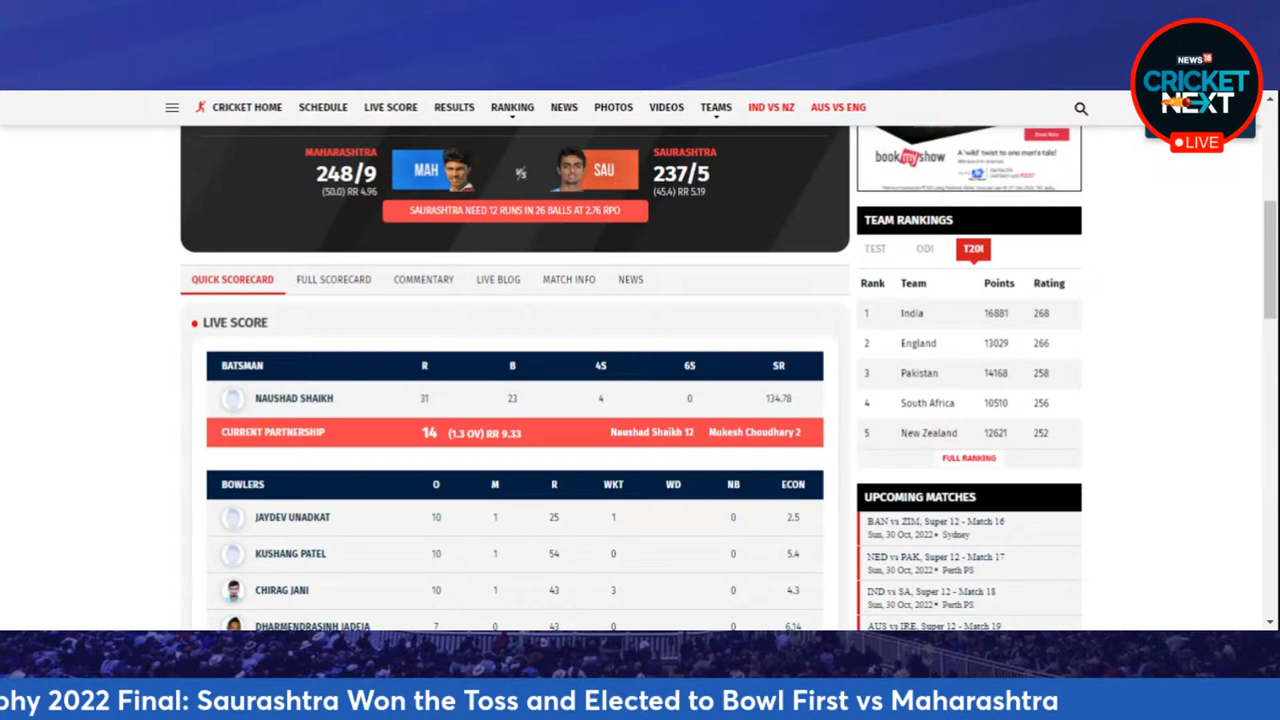 NEWS18
CRICKET
NEXT
LIVE
CRICKET HOME SCHEDULE LIVE SCORE RESULTS RANKING NEWS PHOTOS VIDEOS TEAMS IND VS NZ AUS VS ENG
MAHARASHTRA
248/9
(50.0) RR 4.96
MAH
V/S
SAU
SAURASHTRA
237/5
(45.4) RR 5.19
SAURASHTRA NEED 12 RUNS IN 26 BALLS AT 2.76 RPO
Book Now
bookmyshow
A 'wild' twist to one man's tale!
QUICK SCORECARD FULL SCORECARD COMMENTARY LIVE BLOG MATCH INFO NEWS
LIVE SCORE
BATSMAN R B 4S 6S SR
NAUSHAD SHAIKH 31 23 4 0 134.78
CURRENT PARTNERSHIP 14 (1.3 OV) RR 9.33 Naushad Shaikh 12 Mukesh Choudhary 2
BOWLERS O M R WKT WD NB ECON
JAYDEV UNADKAT 10 1 25 1 0 2.5
KUSHANG PATEL 10 1 54 0 0 5.4
CHIRAG JANI 10 1 43 3 0 4.3
DHARMENDRASINH JADEJA 7 0 43 0 0 6.14
TEAM RANKINGS
TEST ODI T20I
Rank Team Points Rating
1 India 16881 268
2 England 13029 266
3 Pakistan 14168 258
4 South Africa 10510 256
5 New Zealand 12621 252
FULL RANKING
UPCOMING MATCHES
BAN vs ZIM, Super 12 - Match 16
Sun, 30 Oct, 2022• Sydney
NED vs PAK, Super 12 - Match 17
Sun, 30 Oct, 2022• Perth PS
IND vs SA, Super 12 - Match 18
Sun, 30 Oct, 2022• Perth PS
AUS vs IRE, Super 12 - Match 19
phy 2022 Final: Saurashtra Won the Toss and Elected to Bowl First vs Maharashtra